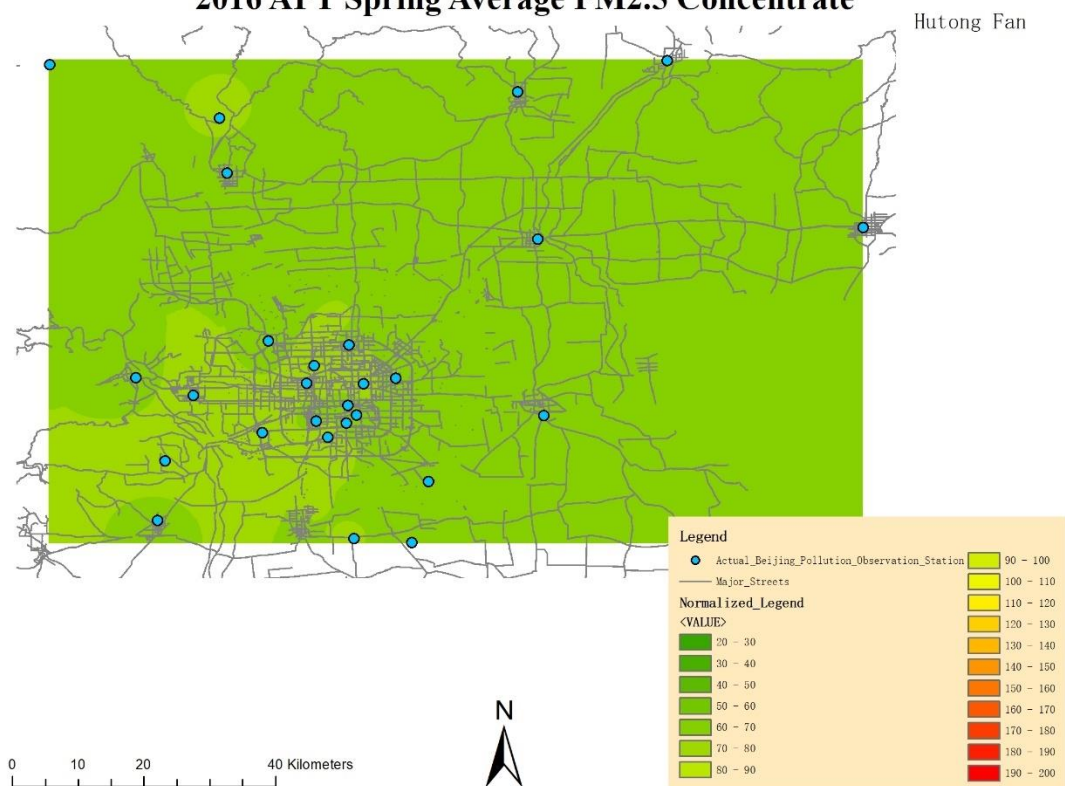 2016 AFT Spring Average PM2.5 Concentrate
Hutong Fan
Legend
Actual_Beijing_Pollution_Observation_Station
Major_Streets
Normalized_Legend
<VALUE>
20 - 30
30 - 40
40 - 50
50 - 60
60 - 70
70 - 80
80 - 90
90 - 100
100 - 110
110 - 120
120 - 130
130 - 140
140 - 150
150 - 160
160 - 170
170 - 180
180 - 190
190 - 200
N
0 10 20 40 Kilometers